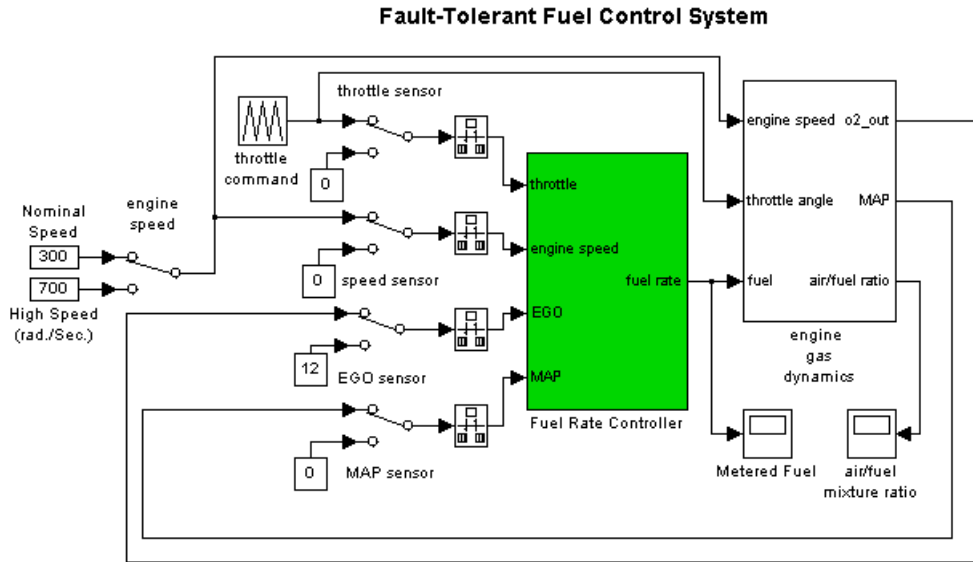 Fault-Tolerant Fuel Control System
throttle sensor
throttle
command
0
engine
speed
Nominal
Speed
300
700
High Speed
(rad./Sec.)
0
speed sensor
12
EGO sensor
0
MAP sensor
throttle
engine speed
EGO
MAP
fuel rate
Fuel Rate Controller
engine speed
o2_out
throttle angle
MAP
fuel
air/fuel ratio
engine
gas
dynamics
Metered Fuel
air/fuel
mixture ratio